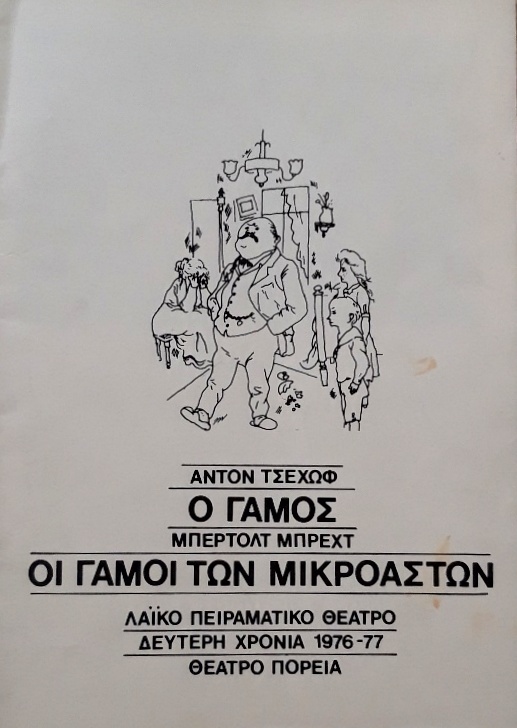 ΑΝΤΟΝ ΤΣΕΧΩΦ
Ο ΓΑΜΟΣ
ΜΠΕΡΤΟΛΤ ΜΠΡΕΧΤ
ΟΙ ΓΑΜΟΙ ΤΩΝ ΜΙΚΡΟΑΣΤΩΝ
ΛΑΪΚΟ ΠΕΙΡΑΜΑΤΙΚΟ ΘΕΑΤΡΟ
ΔΕΥΤΕΡΗ ΧΡΟΝΙΑ 1976-77
ΘΕΑΤΡΟ ΠΟΡΕΙΑ